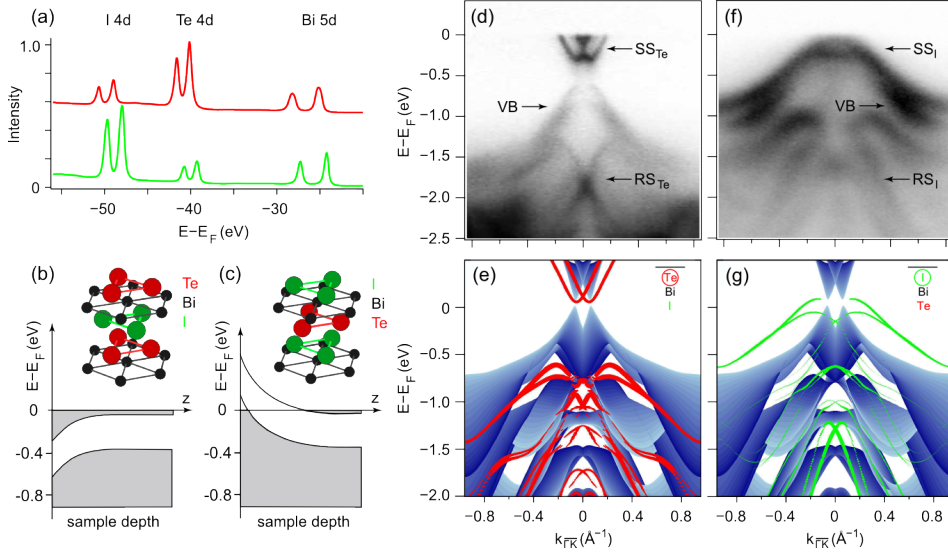 (a)
I 4d
Te 4d
Bi 5d
1.0
Intensity
0
−50
−40
−30
E−E_F (eV)
(b)
Te
Bi
I
E−E_F (eV)
z
0
-0.4
-0.8
sample depth
(c)
I
Bi
Te
E−E_F (eV)
z
0
-0.4
-0.8
sample depth
(d)
0
−0.5
−1.0
−1.5
−2.0
−2.5
E−E_F (eV)
SS_Te
VB
RS_Te
(f)
SS_I
VB
RS_I
(e)
Te
Bi
I
E−E_F (eV)
0
−0.5
−1.0
−1.5
−2.0
−0.8
−0.4
0
0.4
0.8
k_Γ̅K̅ (Å⁻¹)
(g)
I
Bi
Te
−0.8
−0.4
0
0.4
0.8
k_Γ̅K̅ (Å⁻¹)